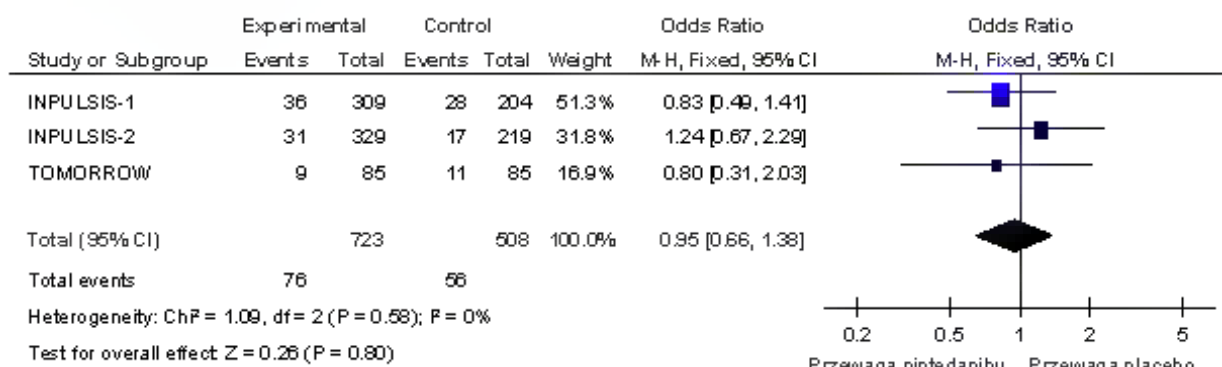 Experimental Control Odds Ratio Odds Ratio
Study or Subgroup Events Total Events Total Weight M-H, Fixed, 95% CI M-H, Fixed, 95% CI
INPULSIS-1 36 309 28 204 51.3% 0.83 [0.49, 1.41]
INPULSIS-2 31 329 17 219 31.8% 1.24 [0.67, 2.29]
TOMORROW 9 85 11 85 16.9% 0.80 [0.31, 2.03]
Total (95% CI) 723 508 100.0% 0.95 [0.66, 1.38]
Total events 76 56
Heterogeneity: Chi² = 1.09, df = 2 (P = 0.58); I² = 0%
Test for overall effect: Z = 0.26 (P = 0.80)
0.2 0.5 1 2 5
Przewaga nintedanibu Przewaga placebo